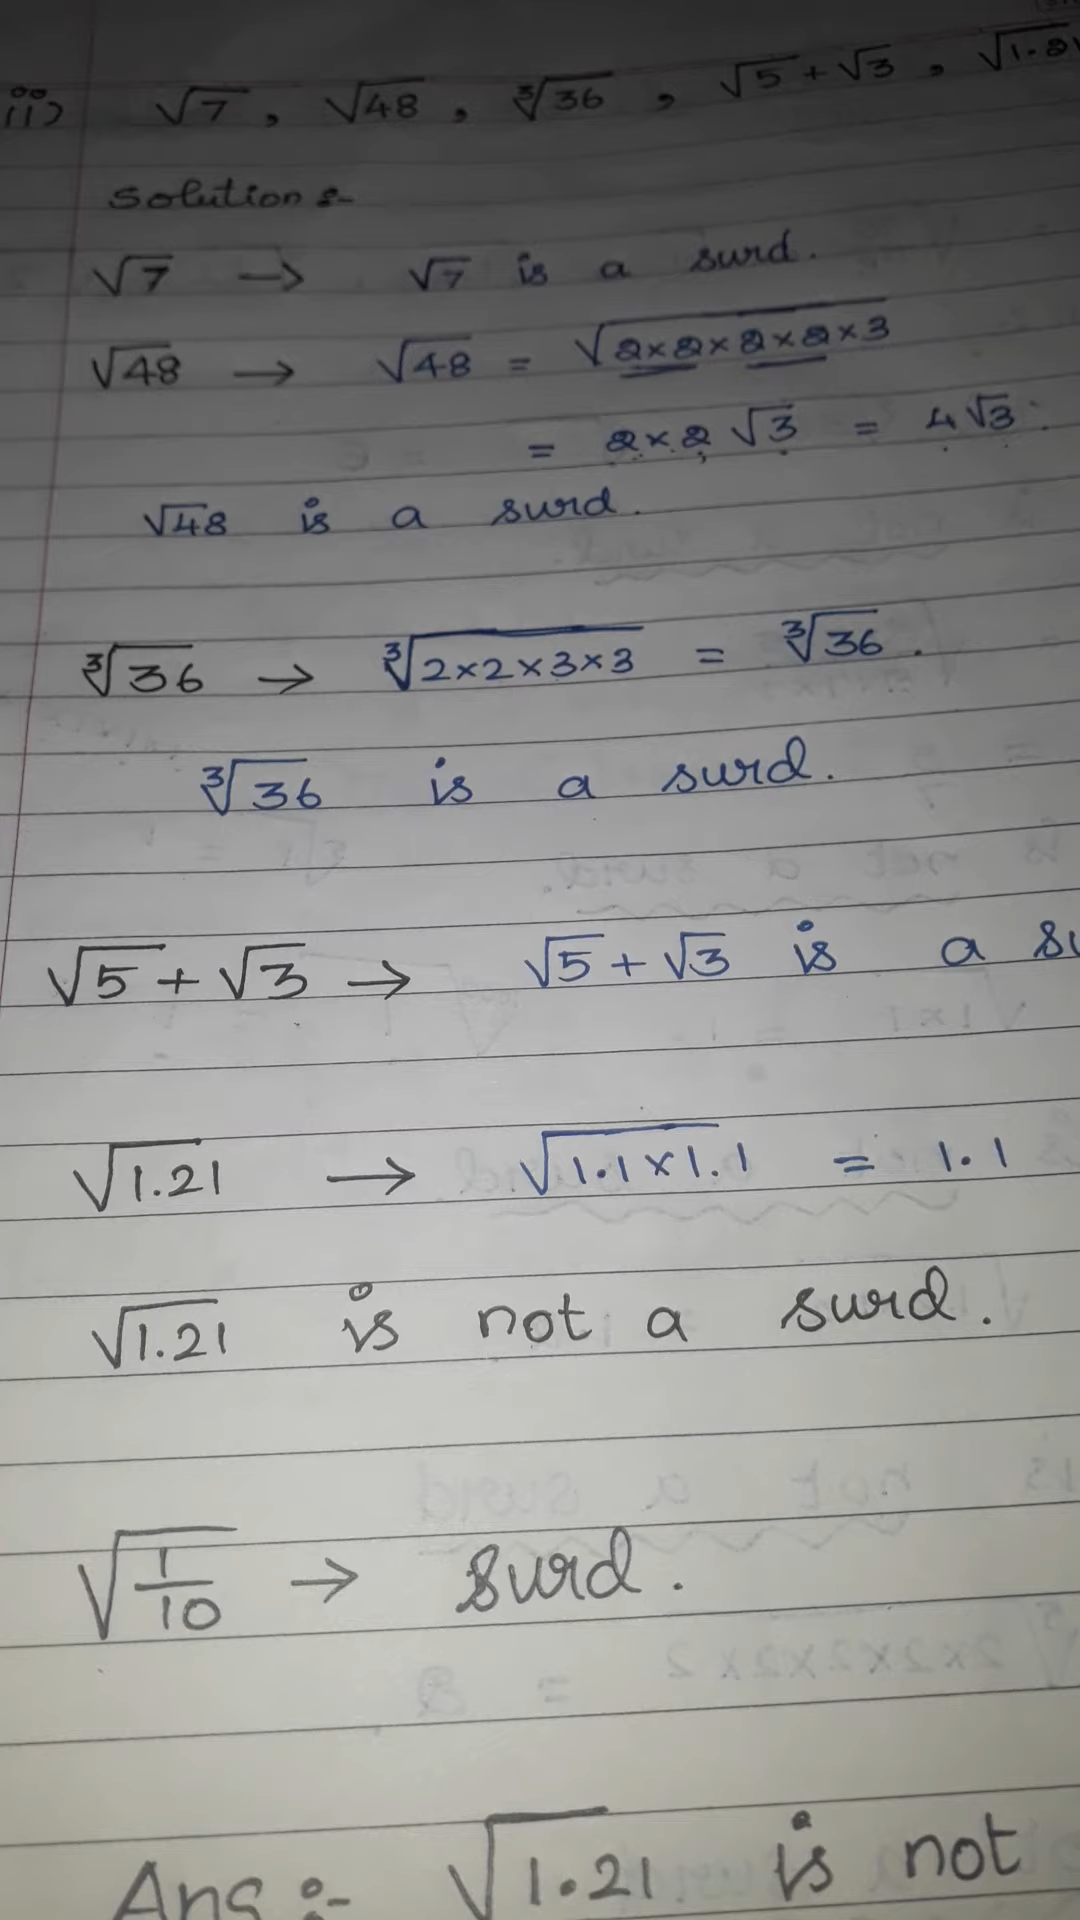 ii) √7, √48, ∛36, √5 + √3, √1.2
Solution :-
√7 → √7 is a surd.
√48 → √48 = √2×2×2×2×3
= 2×2 √3 = 4√3.
√48 is a surd.
∛36 → ∛2×2×3×3 = ∛36.
∛36 is a surd.
√5 + √3 → √5 + √3 is a su
√1.21 → √1.1×1.1 = 1.1
√1.21 is not a surd.
√1/10 → Surd.
Ans :- √1.21 is not